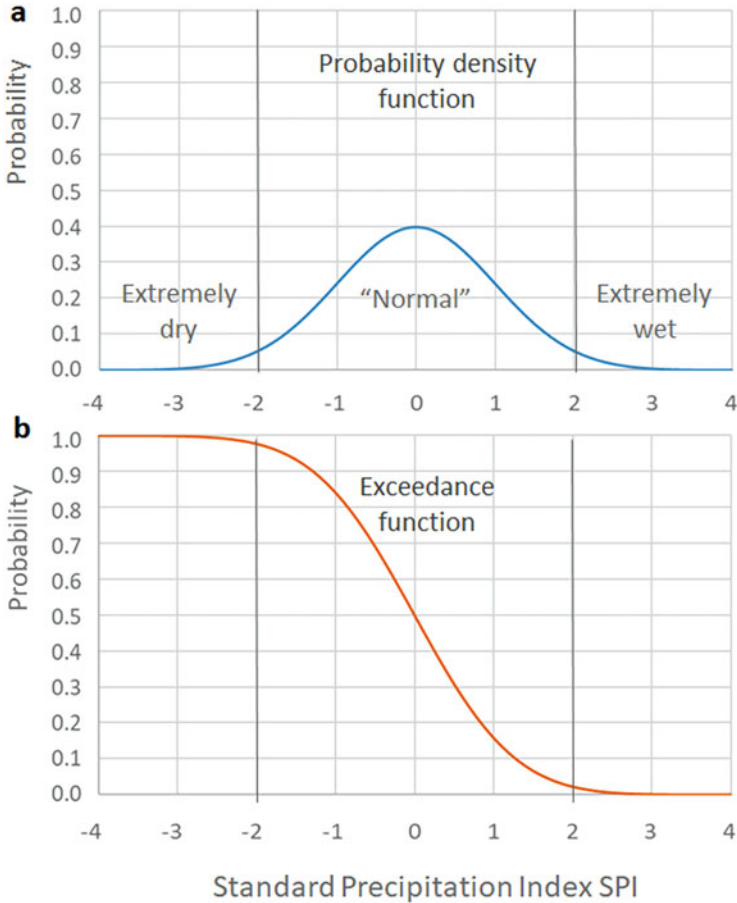 a
Probability
1.0
0.9
0.8
0.7
0.6
0.5
0.4
0.3
0.2
0.1
0.0
Probability density
function
Extremely
dry
“Normal”
Extremely
wet
-4 -3 -2 -1 0 1 2 3 4
b
Probability
1.0
0.9
0.8
0.7
0.6
0.5
0.4
0.3
0.2
0.1
0.0
Exceedance
function
-4 -3 -2 -1 0 1 2 3 4
Standard Precipitation Index SPI